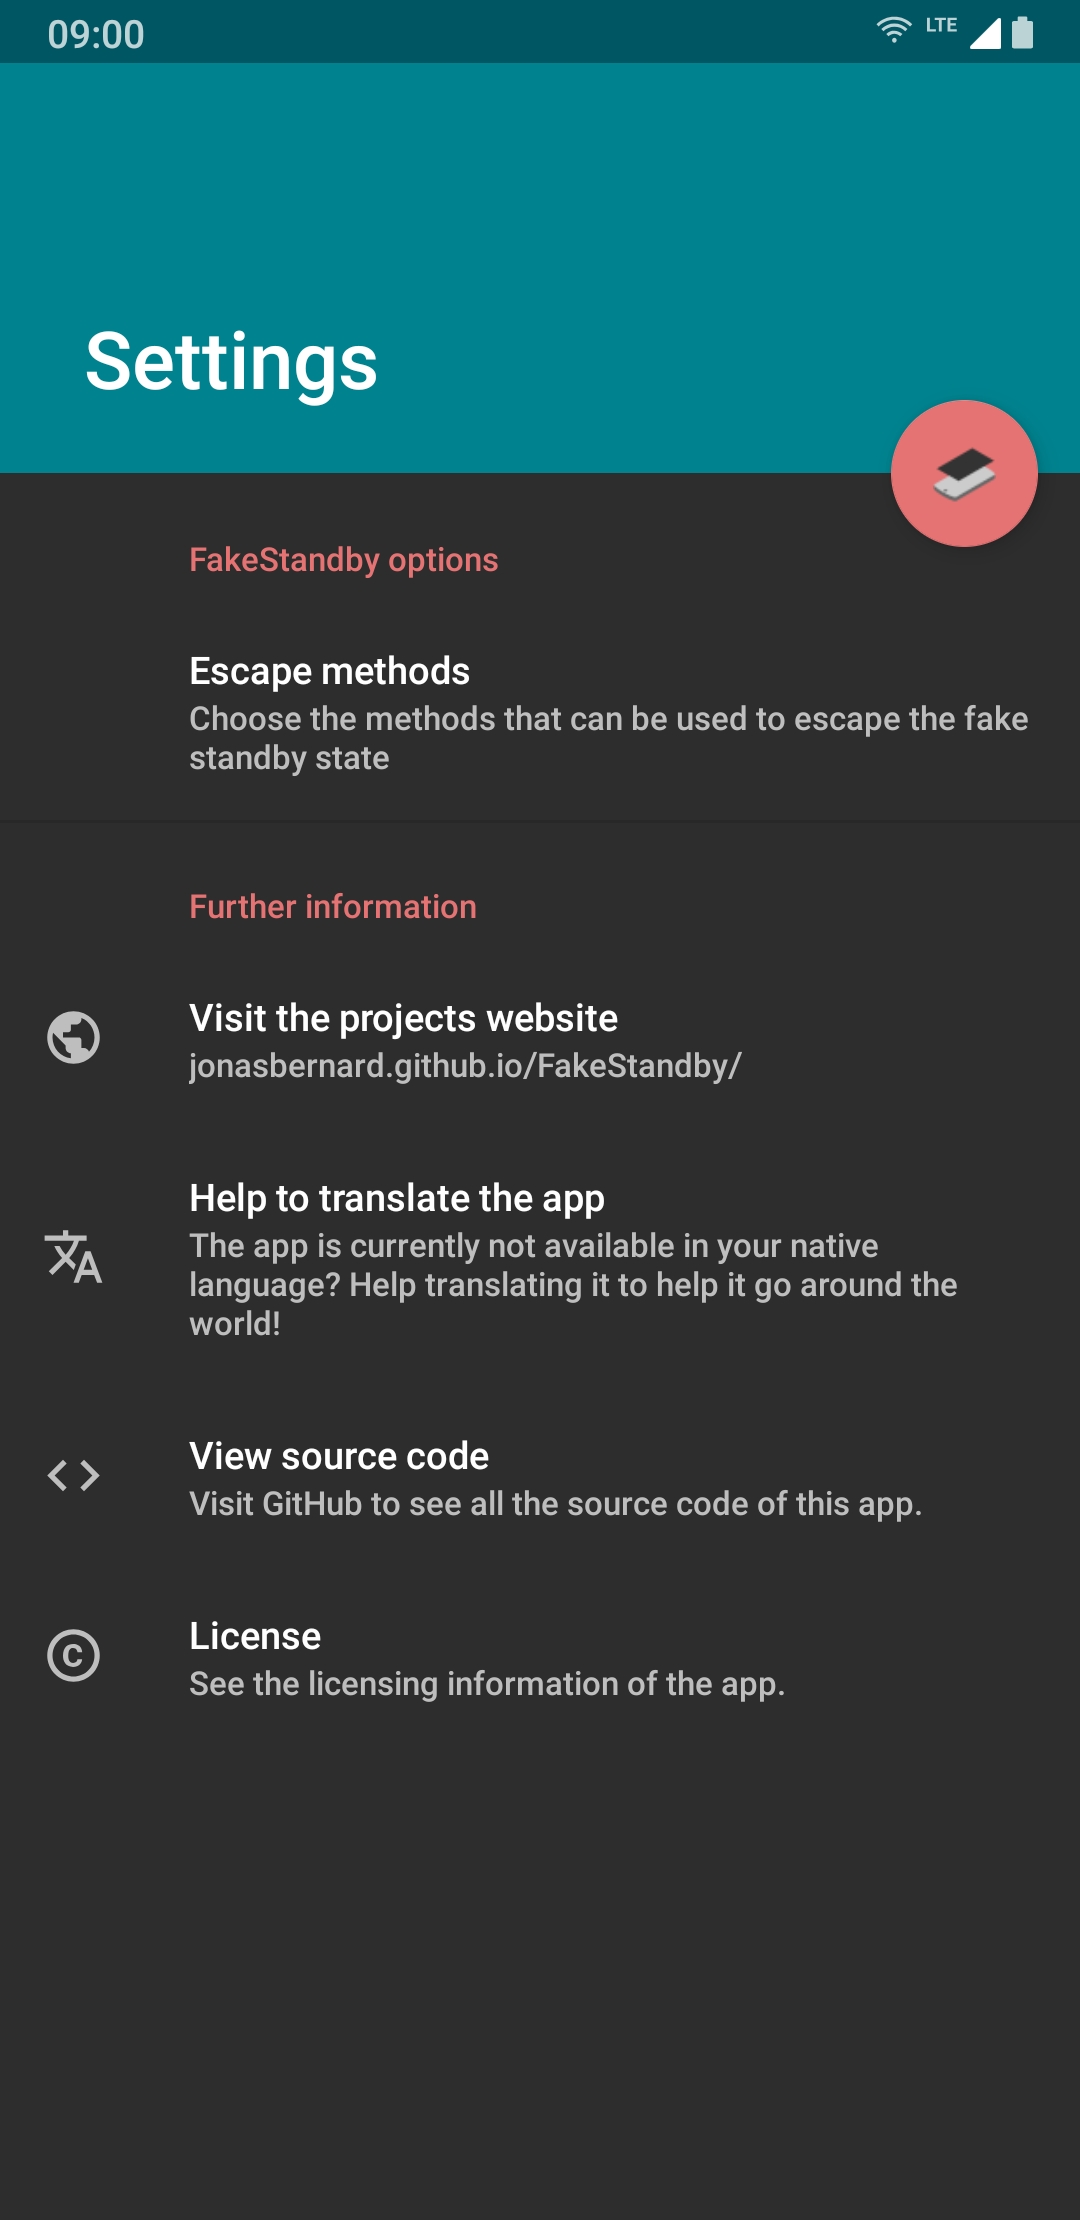 09:00
LTE
Settings
FakeStandby options
Escape methods
Choose the methods that can be used to escape the fake
standby state
Further information
Visit the projects website
jonasbernard.github.io/FakeStandby/
Help to translate the app
The app is currently not available in your native
language? Help translating it to help it go around the
world!
View source code
Visit GitHub to see all the source code of this app.
License
See the licensing information of the app.